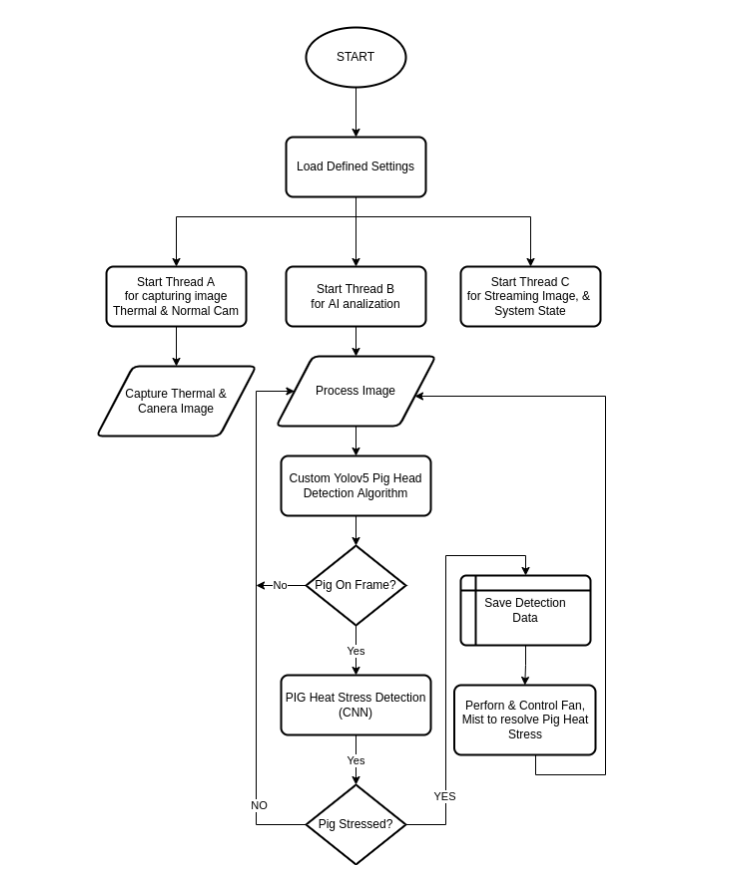 START
Load Defined Settings
Start Thread A
for capturing image
Thermal & Normal Cam
Start Thread B
for AI analization
Start Thread C
for Streaming Image, &
System State
Capture Thermal &
Canera Image
Process Image
Custom Yolov5 Pig Head
Detection Algorithm
Pig On Frame?
No
Yes
PIG Heat Stress Detection
(CNN)
Yes
Pig Stressed?
NO
YES
Save Detection
Data
Perforn & Control Fan,
Mist to resolve Pig Heat
Stress